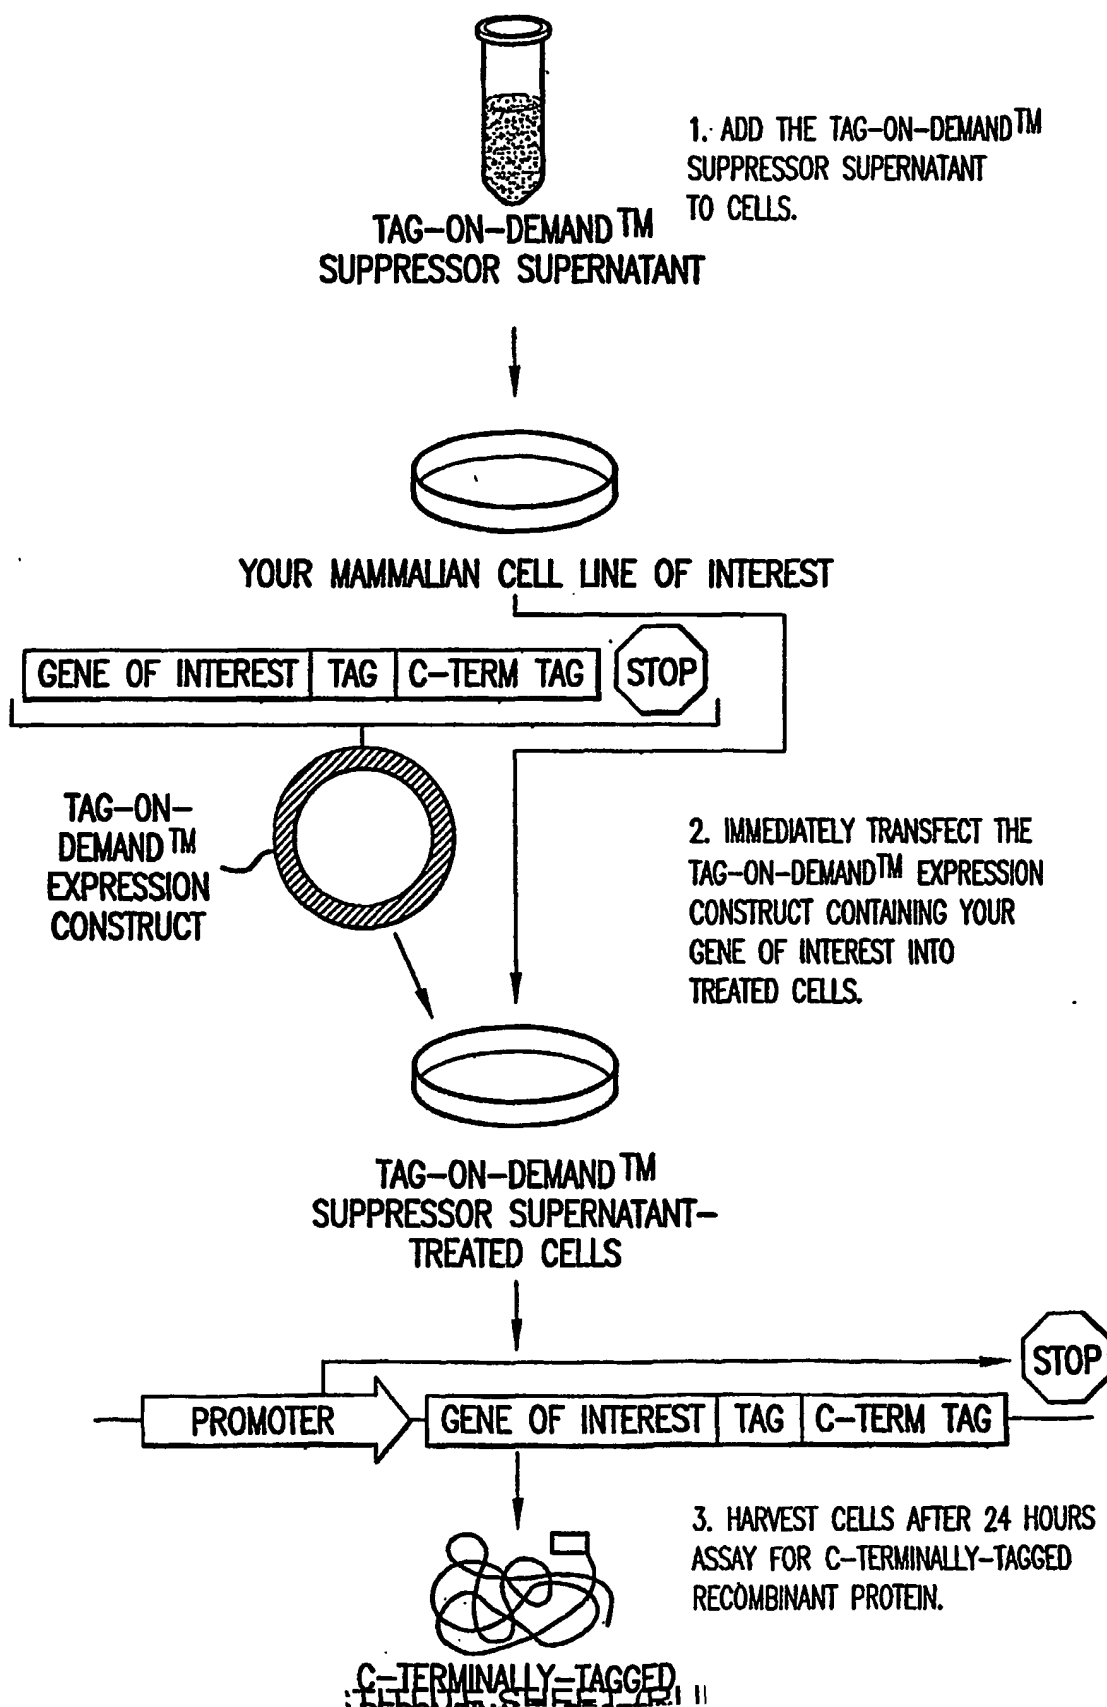 1. ADD THE TAG-ON-DEMAND™
SUPPRESSOR SUPERNATANT
TO CELLS.
TAG-ON-DEMAND™
SUPPRESSOR SUPERNATANT
YOUR MAMMALIAN CELL LINE OF INTEREST
GENE OF INTEREST TAG C-TERM TAG STOP
TAG-ON-
DEMAND™
EXPRESSION
CONSTRUCT
2. IMMEDIATELY TRANSFECT THE
TAG-ON-DEMAND™ EXPRESSION
CONSTRUCT CONTAINING YOUR
GENE OF INTEREST INTO
TREATED CELLS.
TAG-ON-DEMAND™
SUPPRESSOR SUPERNATANT-
TREATED CELLS
STOP
PROMOTER GENE OF INTEREST TAG C-TERM TAG
3. HARVEST CELLS AFTER 24 HOURS
ASSAY FOR C-TERMINALLY-TAGGED
RECOMBINANT PROTEIN.
C-TERMINALLY-TAGGED